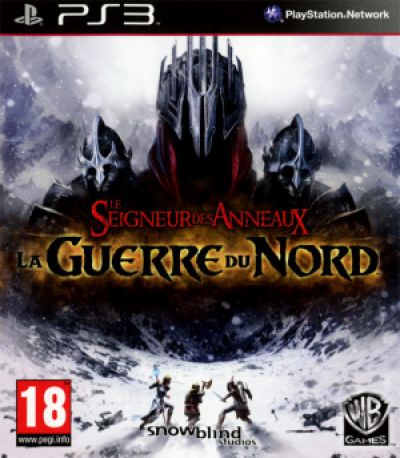 PS3
PlayStation®Network
LE
SEIGNEUR DES ANNEAUX
LA GUERRE DU NORD
18
www.pegi.info
snowblind
studios
WB
GAMES